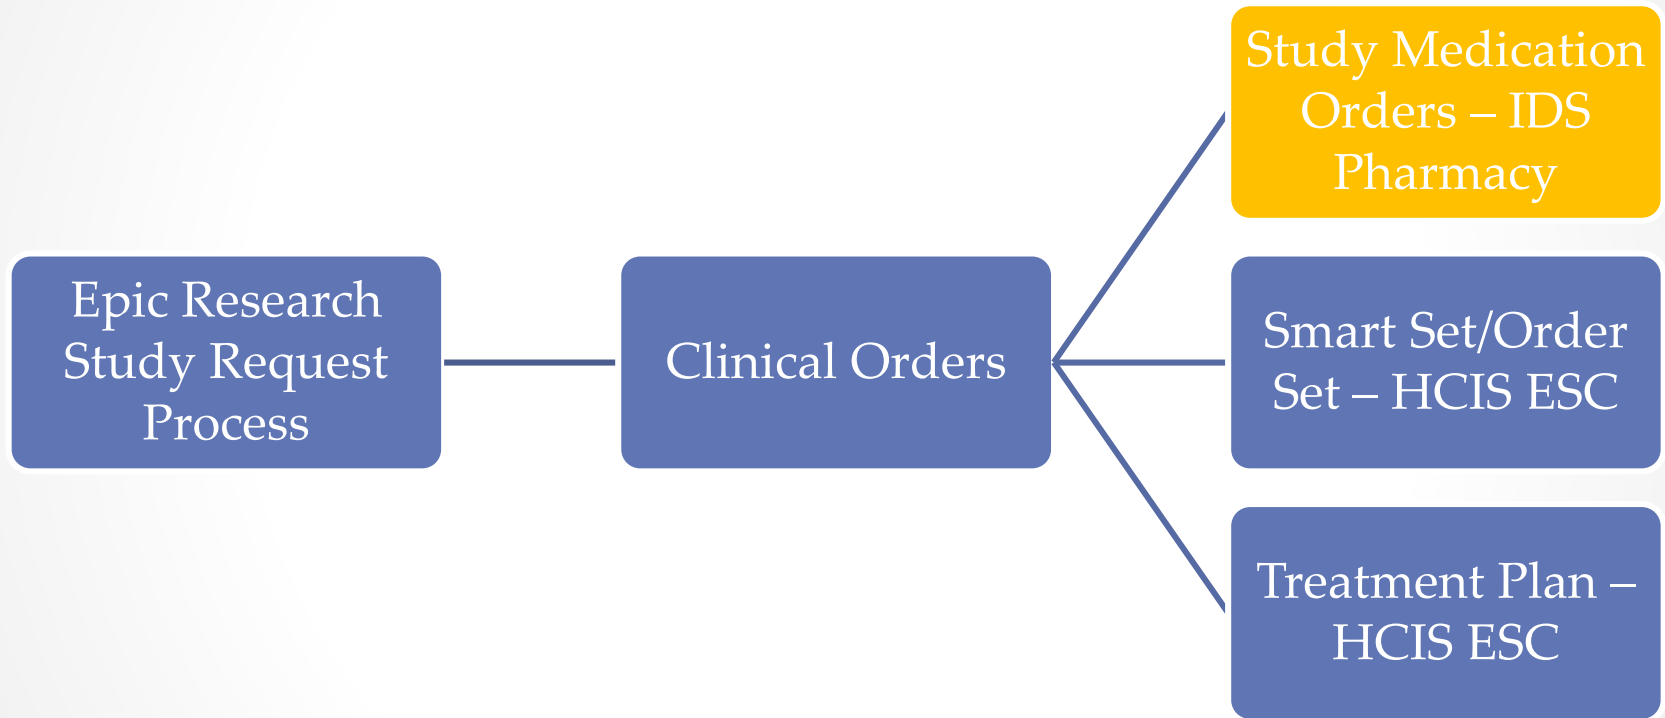 Study Medication
Orders – IDS
Pharmacy
Epic Research
Study Request
Process
Clinical Orders
Smart Set/Order
Set – HCIS ESC
Treatment Plan –
HCIS ESC